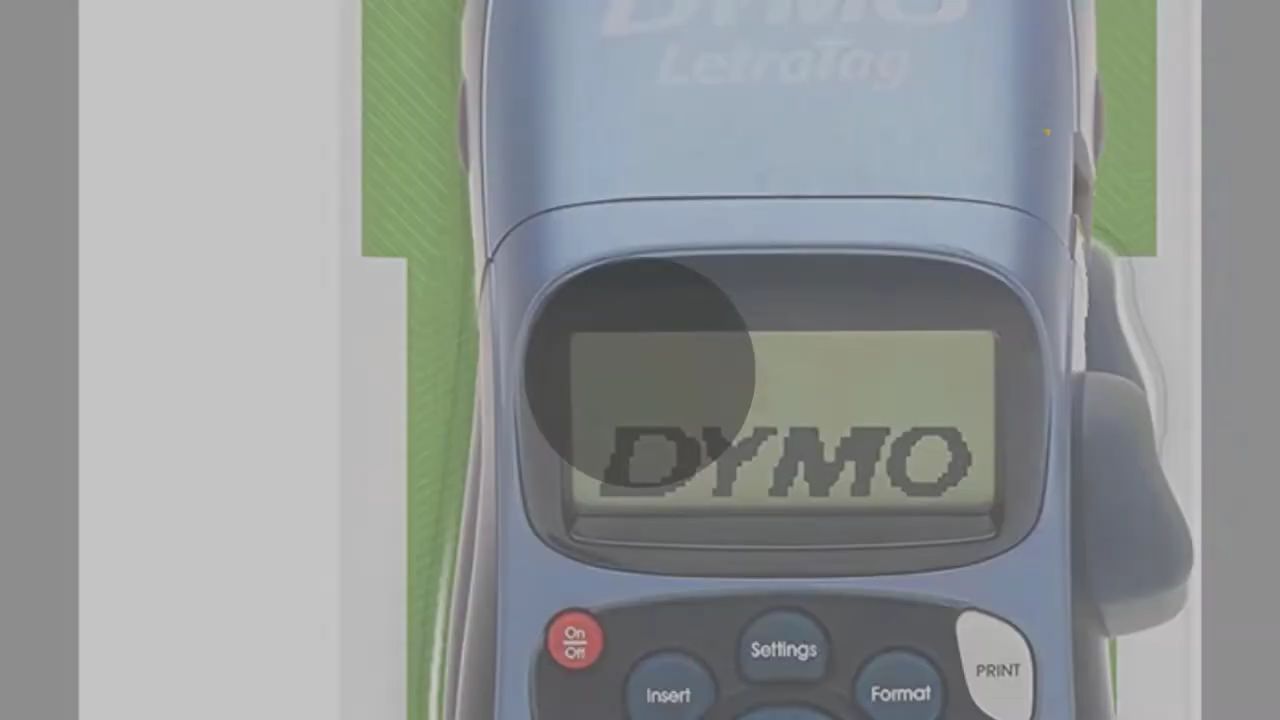 DYMO
LetraTag
DYMO
On
Off
Settings
PRINT
Insert
Format